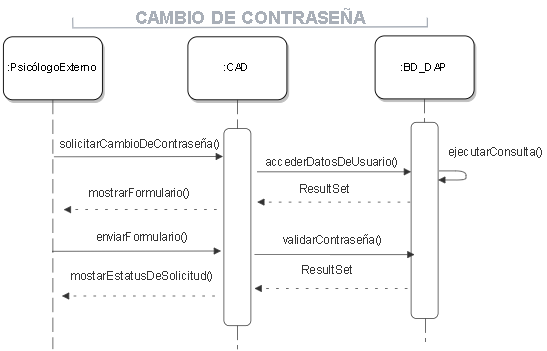 CAMBIO DE CONTRASEÑA
:PsicólogoExterno
:CAD
:BD_DAP
solicitarCambioDeContraseña()
ejecutarConsulta()
accederDatosDeUsuario()
mostrarFormulario()
ResultSet
enviarFormulario()
validarContraseña()
mostarEstatusDeSolicitud()
ResultSet